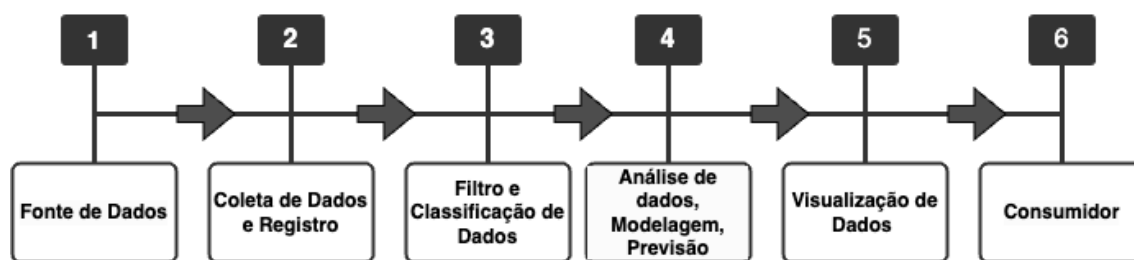 1
2
3
4
5
6
Fonte de Dados
Coleta de Dados
e Registro
Filtro e
Classificação de
Dados
Análise de
dados,
Modelagem,
Previsão
Visualização de
Dados
Consumidor